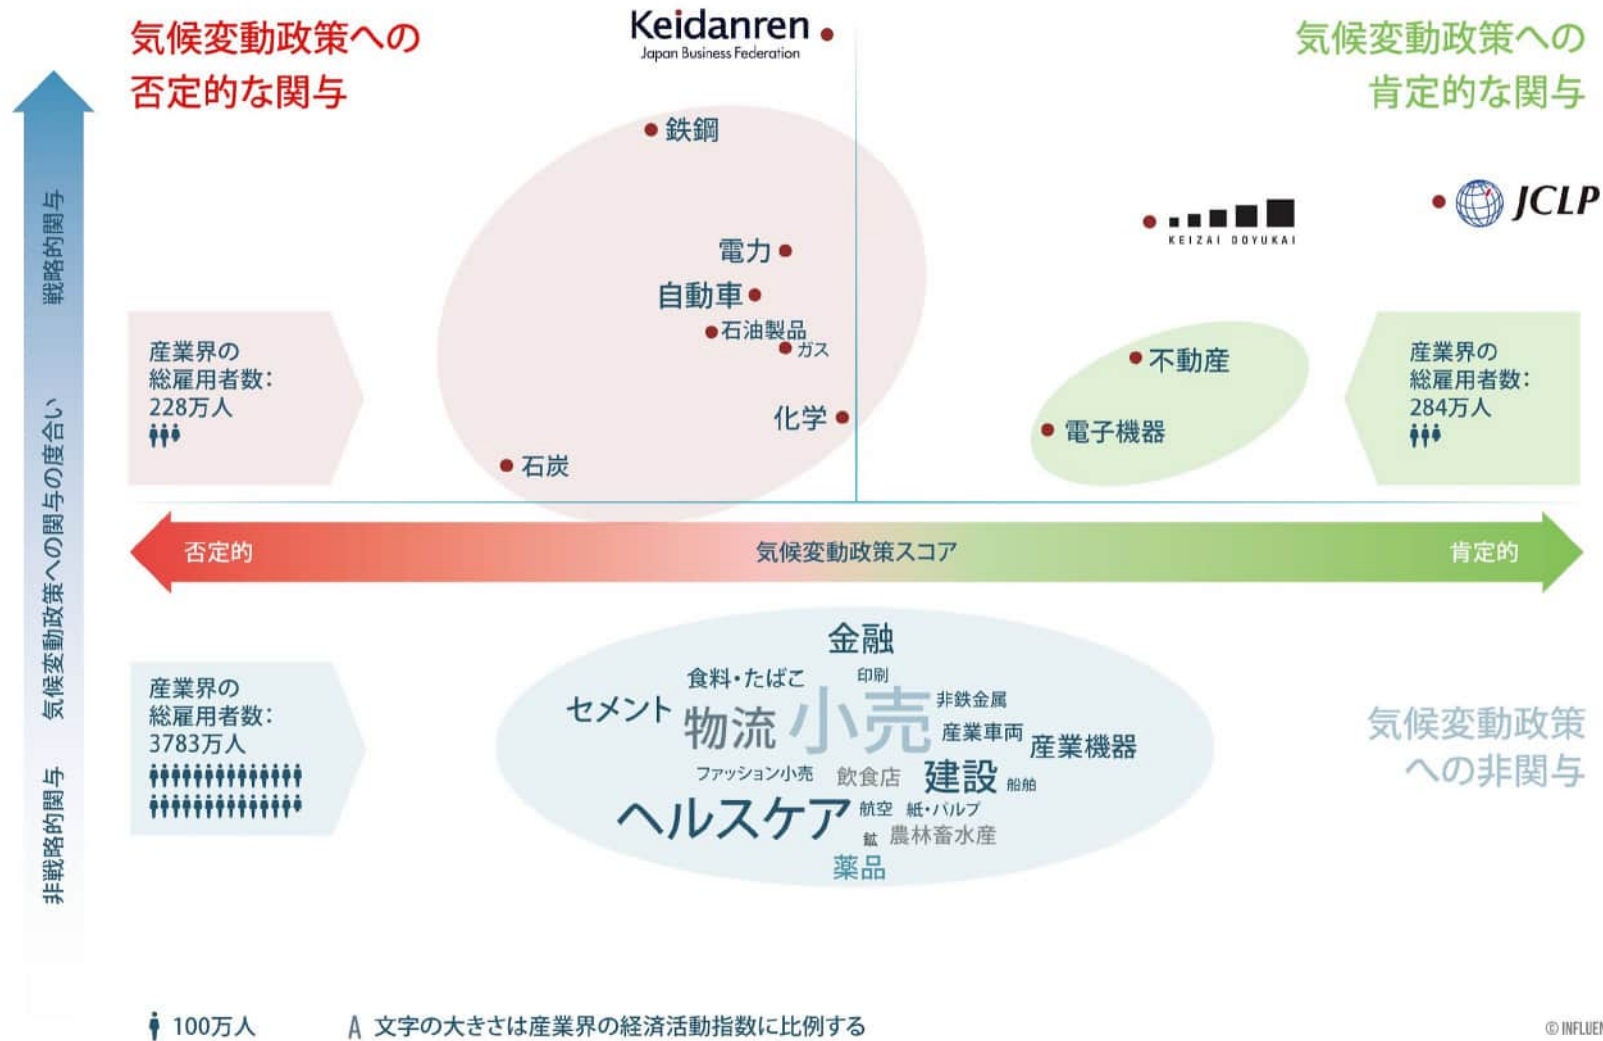 気候変動政策への
否定的な関与
Keidanren
Japan Business Federation
気候変動政策への
肯定的な関与
鉄鋼
電力
自動車
石油製品
ガス
化学
石炭
KEIZAI DOYUKAI
JCLP
不動産
電子機器
産業界の
総雇用者数：
228万人
産業界の
総雇用者数：
284万人
戦略的関与
気候変動政策への関与の度合い
非戦略的関与
否定的
気候変動政策スコア
肯定的
産業界の
総雇用者数：
3783万人
金融
食料・たばこ
印刷
セメント
物流
小売
非鉄金属
産業車両
産業機器
ファッション小売
飲食店
建設
船舶
ヘルスケア
航空
紙・パルプ
鉱
農林畜水産
薬品
気候変動政策
への非関与
100万人
A 文字の大きさは産業界の経済活動指数に比例する
© INFLUEN